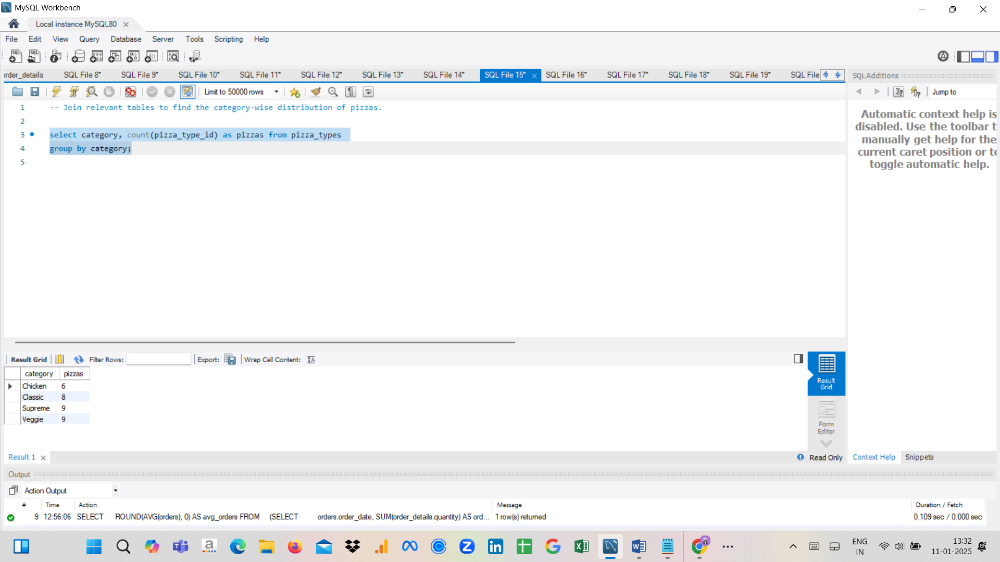 MySQL Workbench
Local instance MySQL80
File Edit View Query Database Server Tools Scripting Help
order_details SQL File 8* SQL File 9* SQL File 10* SQL File 11* SQL File 12* SQL File 13* SQL File 14* SQL File 15* SQL File 16* SQL File 17* SQL File 18* SQL File 19* SQL File
SQLAdditions
Limit to 50000 rows
Jump to
1 -- Join relevant tables to find the category-wise distribution of pizzas.
2
3 select category, count(pizza_type_id) as pizzas from pizza_types
4 group by category;
5
Automatic context help is
disabled. Use the toolbar t
manually get help for the
current caret position or to
toggle automatic help.
Result Grid Filter Rows: Export: Wrap Cell Content:
category pizzas
Chicken 6
Classic 8
Supreme 9
Veggie 9
Result
Grid
Form
Editor
Result 1
Read Only
Context Help Snippets
Output
Action Output
# Time Action Message Duration / Fetch
9 12:56:06 SELECT ROUND(AVG(orders), 0) AS avg_orders FROM (SELECT orders.order_date, SUM(order_details.quantity) AS ord... 1 row(s) returned 0.109 sec / 0.000 sec
ENG
IN
13:32
11-01-2025